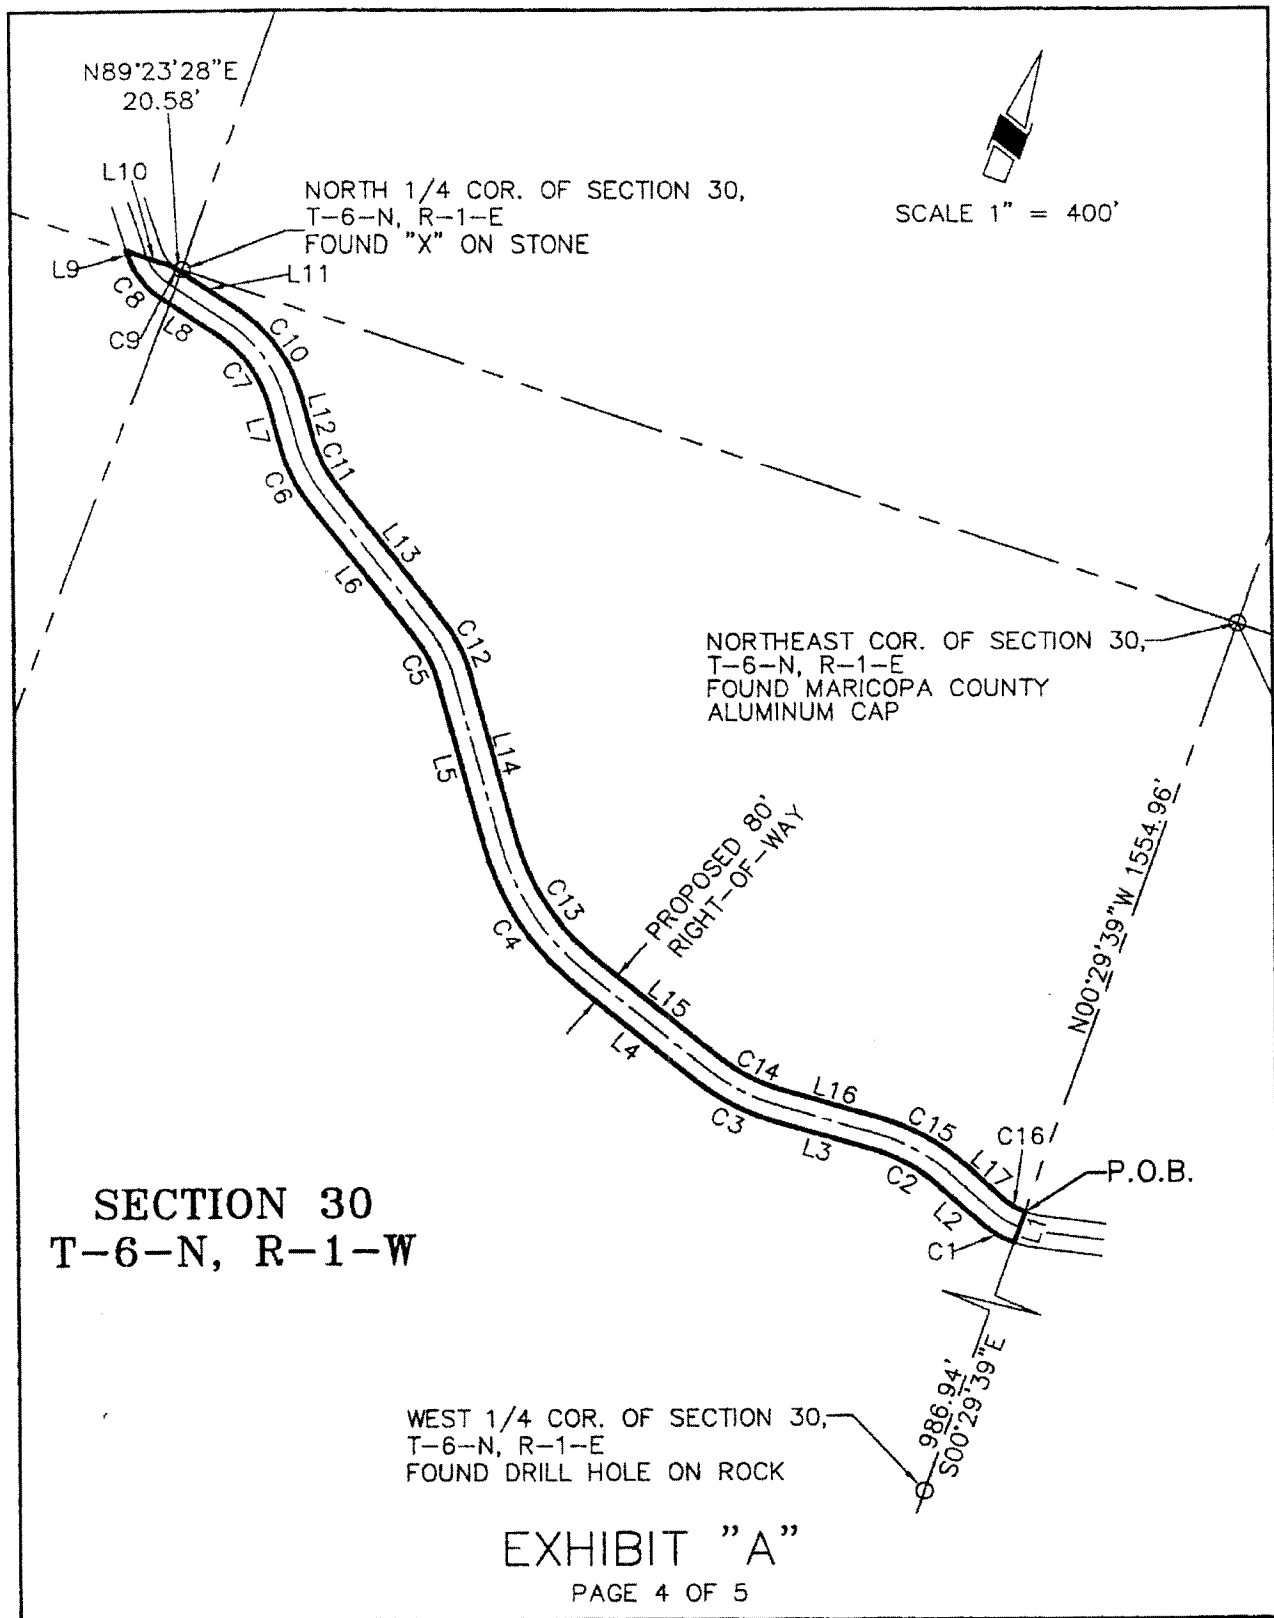 N89°23'28"E
20.58'
L10
NORTH 1/4 COR. OF SECTION 30,
T-6-N, R-1-E
FOUND "X" ON STONE
SCALE 1" = 400'
L9
L11
C8
C9
L8
C10
C7
L12
L7
C11
C6
L13
L6
C12
C5
NORTHEAST COR. OF SECTION 30,
T-6-N, R-1-E
FOUND MARICOPA COUNTY
ALUMINUM CAP
L14
L5
PROPOSED 80'
RIGHT-OF-WAY
N00°29'39"W 1554.96'
C13
C4
L15
L4
C14
L16
C3
L3
C15
C16
L17
C2
P.O.B.
L2
L1
C1
SECTION 30
T-6-N, R-1-W
986.94'
S00°29'39"E
WEST 1/4 COR. OF SECTION 30,
T-6-N, R-1-E
FOUND DRILL HOLE ON ROCK
EXHIBIT "A"
PAGE 4 OF 5